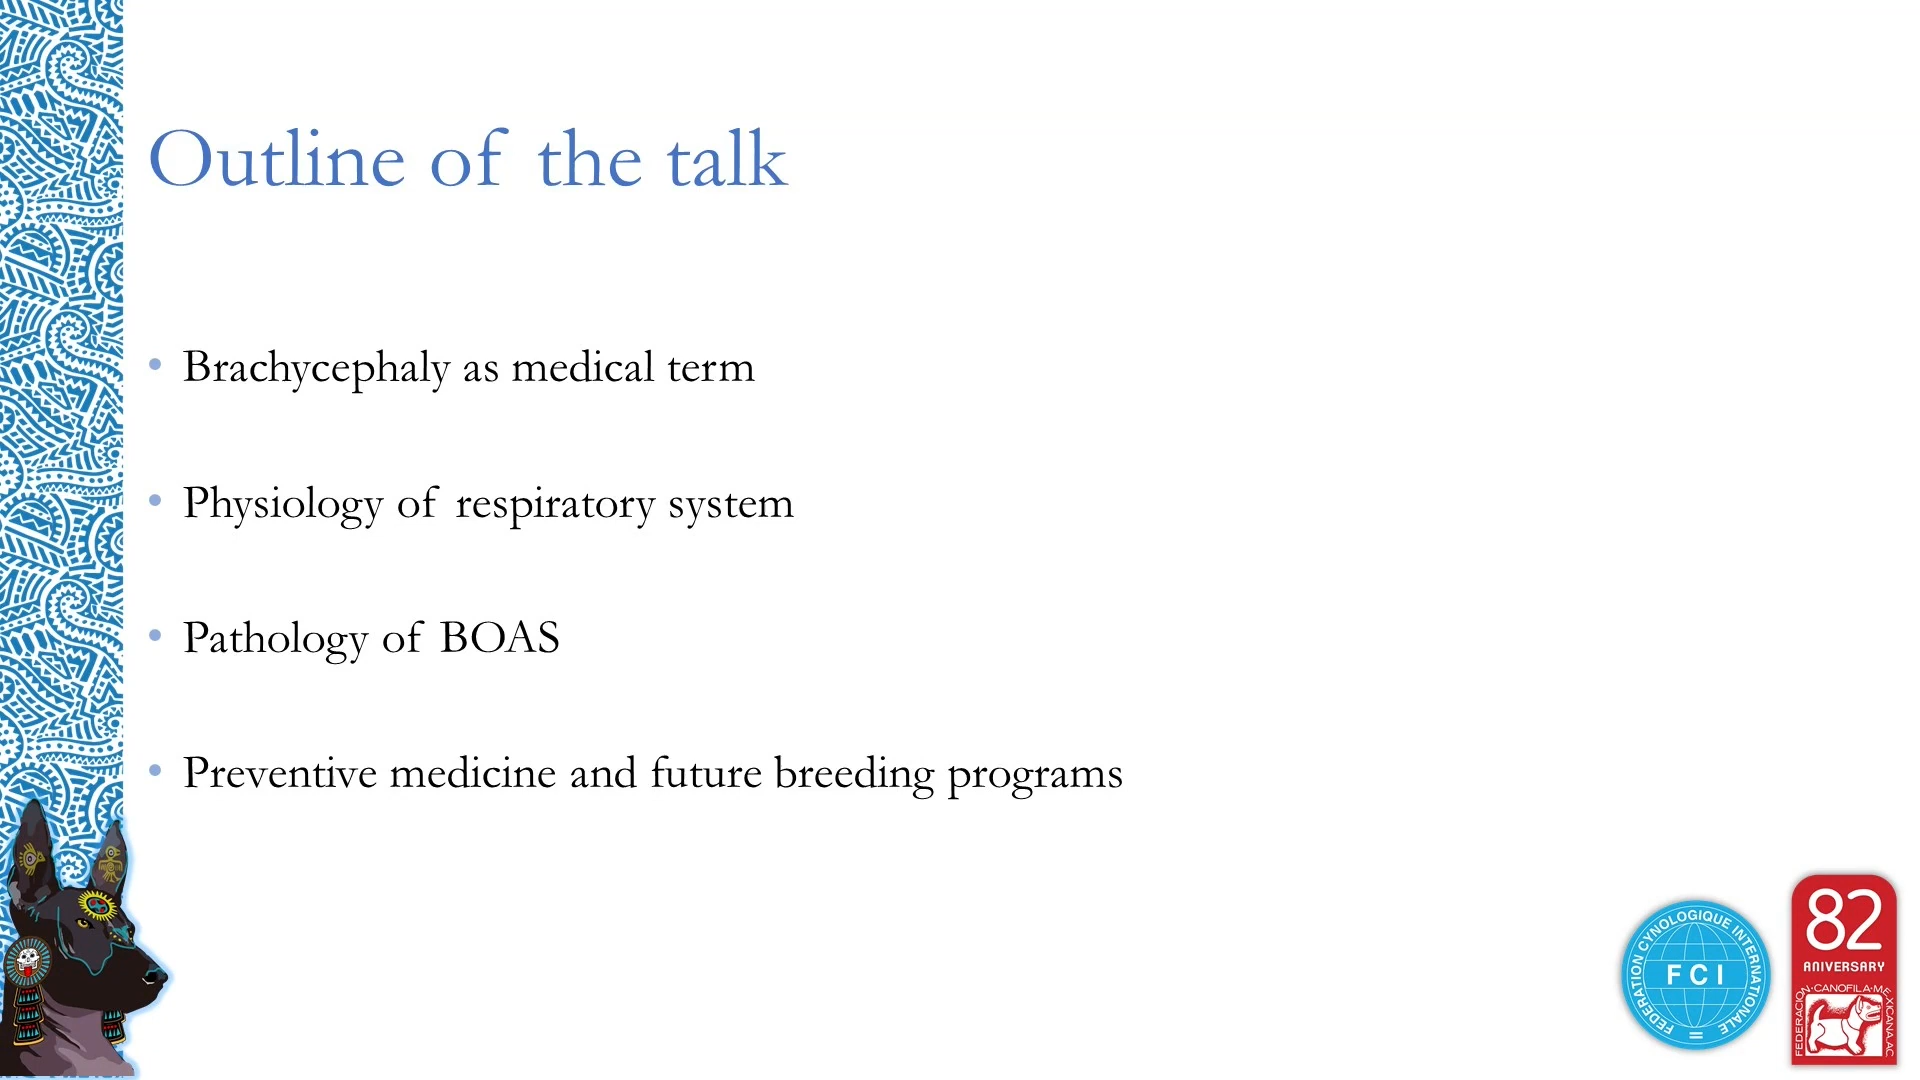 Outline of the talk
• Brachycephaly as medical term
• Physiology of respiratory system
• Pathology of BOAS
• Preventive medicine and future breeding programs
FEDERATION CYNOLOGIQUE INTERNATIONALE
FCI
82
ANIVERSARY
FEDERACION·CANOFILA·MEXICANA,AC